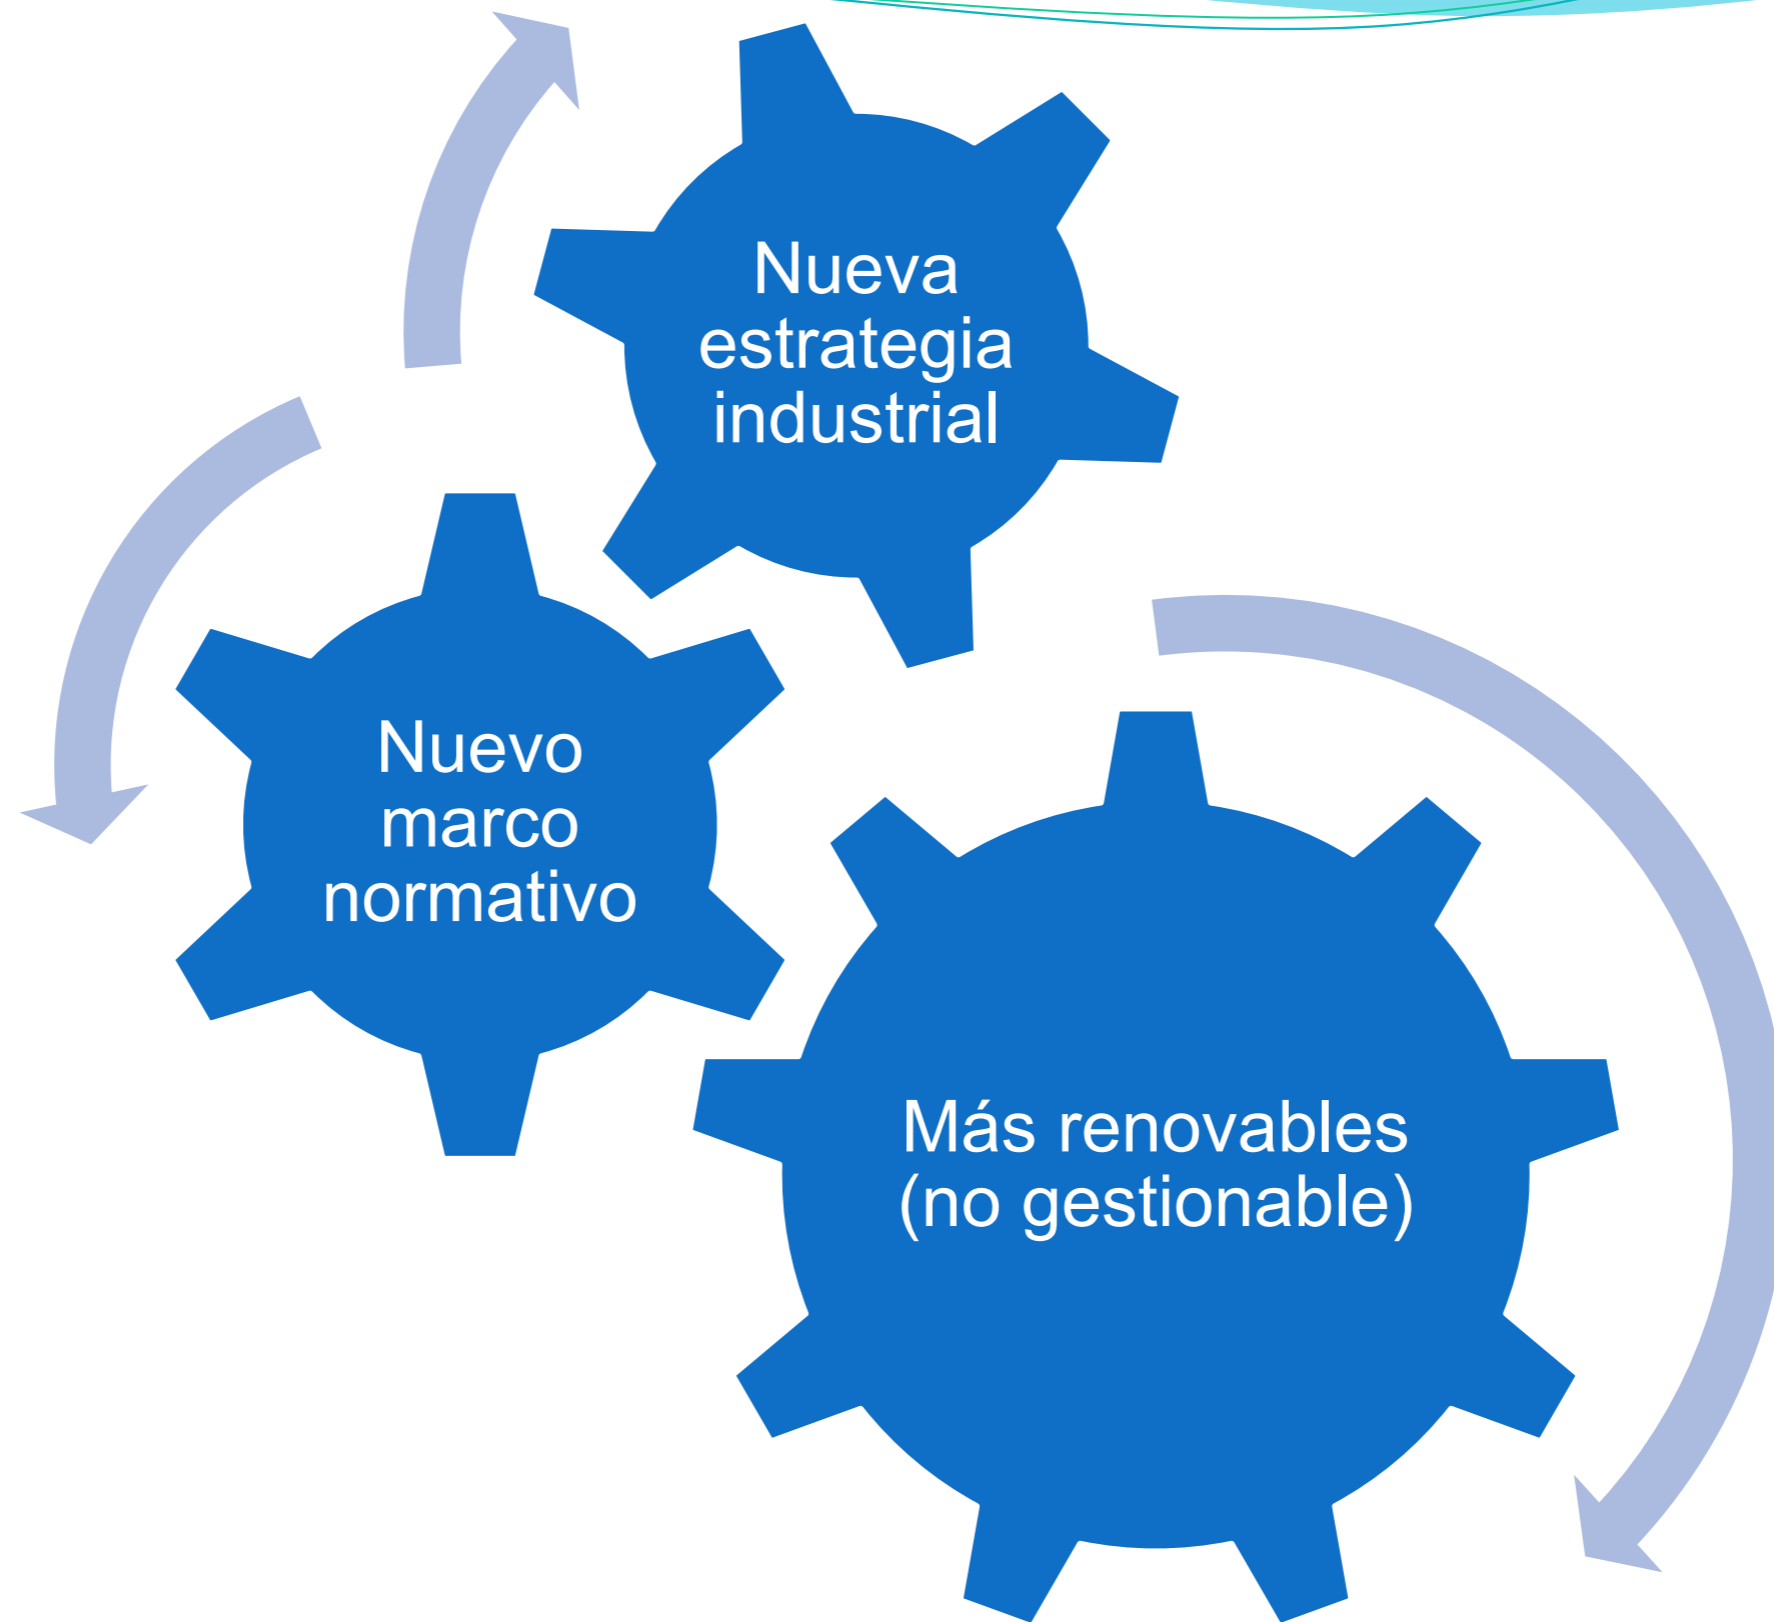 Nueva
estrategia
industrial
Nuevo
marco
normativo
Más renovables
(no gestionable)